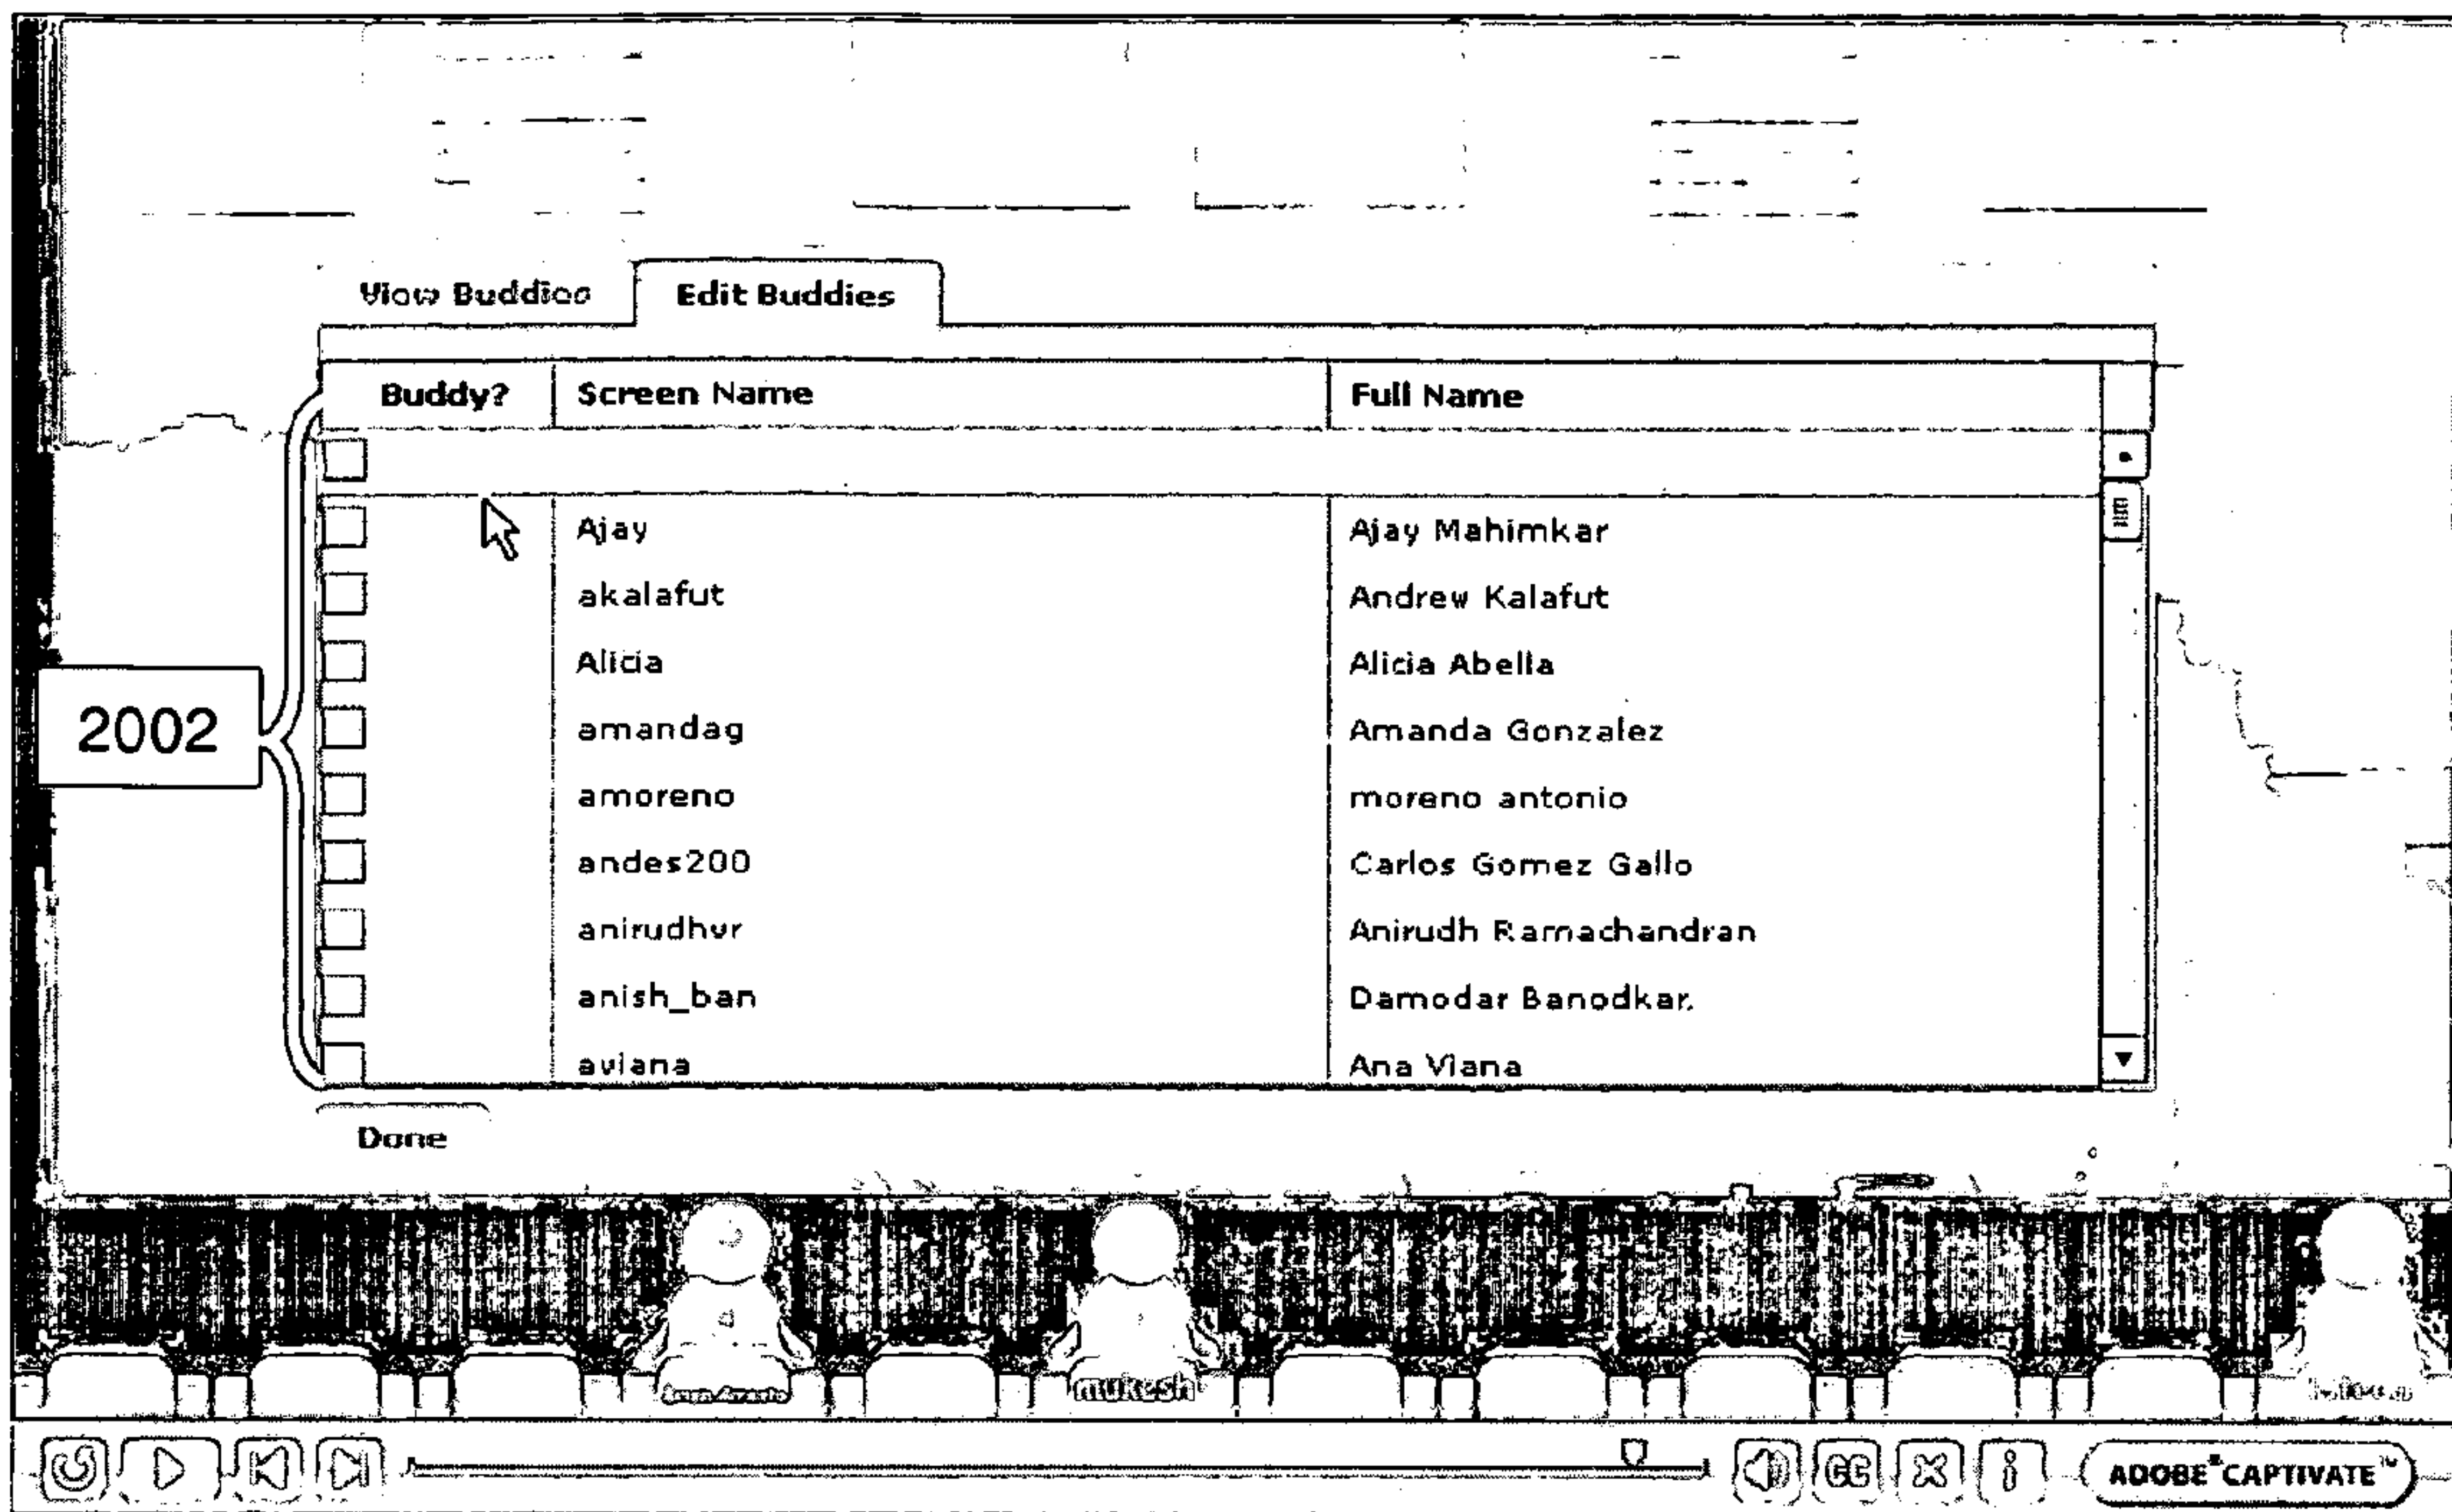 View Buddies Edit Buddies
Buddy? Screen Name Full Name
Ajay Ajay Mahimkar
akalafut Andrew Kalafut
Alicia Alicia Abella
2002 amandag Amanda Gonzalez
amoreno moreno antonio
andes200 Carlos Gomez Gallo
anirudhvr Anirudh Ramachandran
anish_ban Damodar Banodkar.
aviana Ana Viana
Done
mukesh
CC ADOBE® CAPTIVATE™